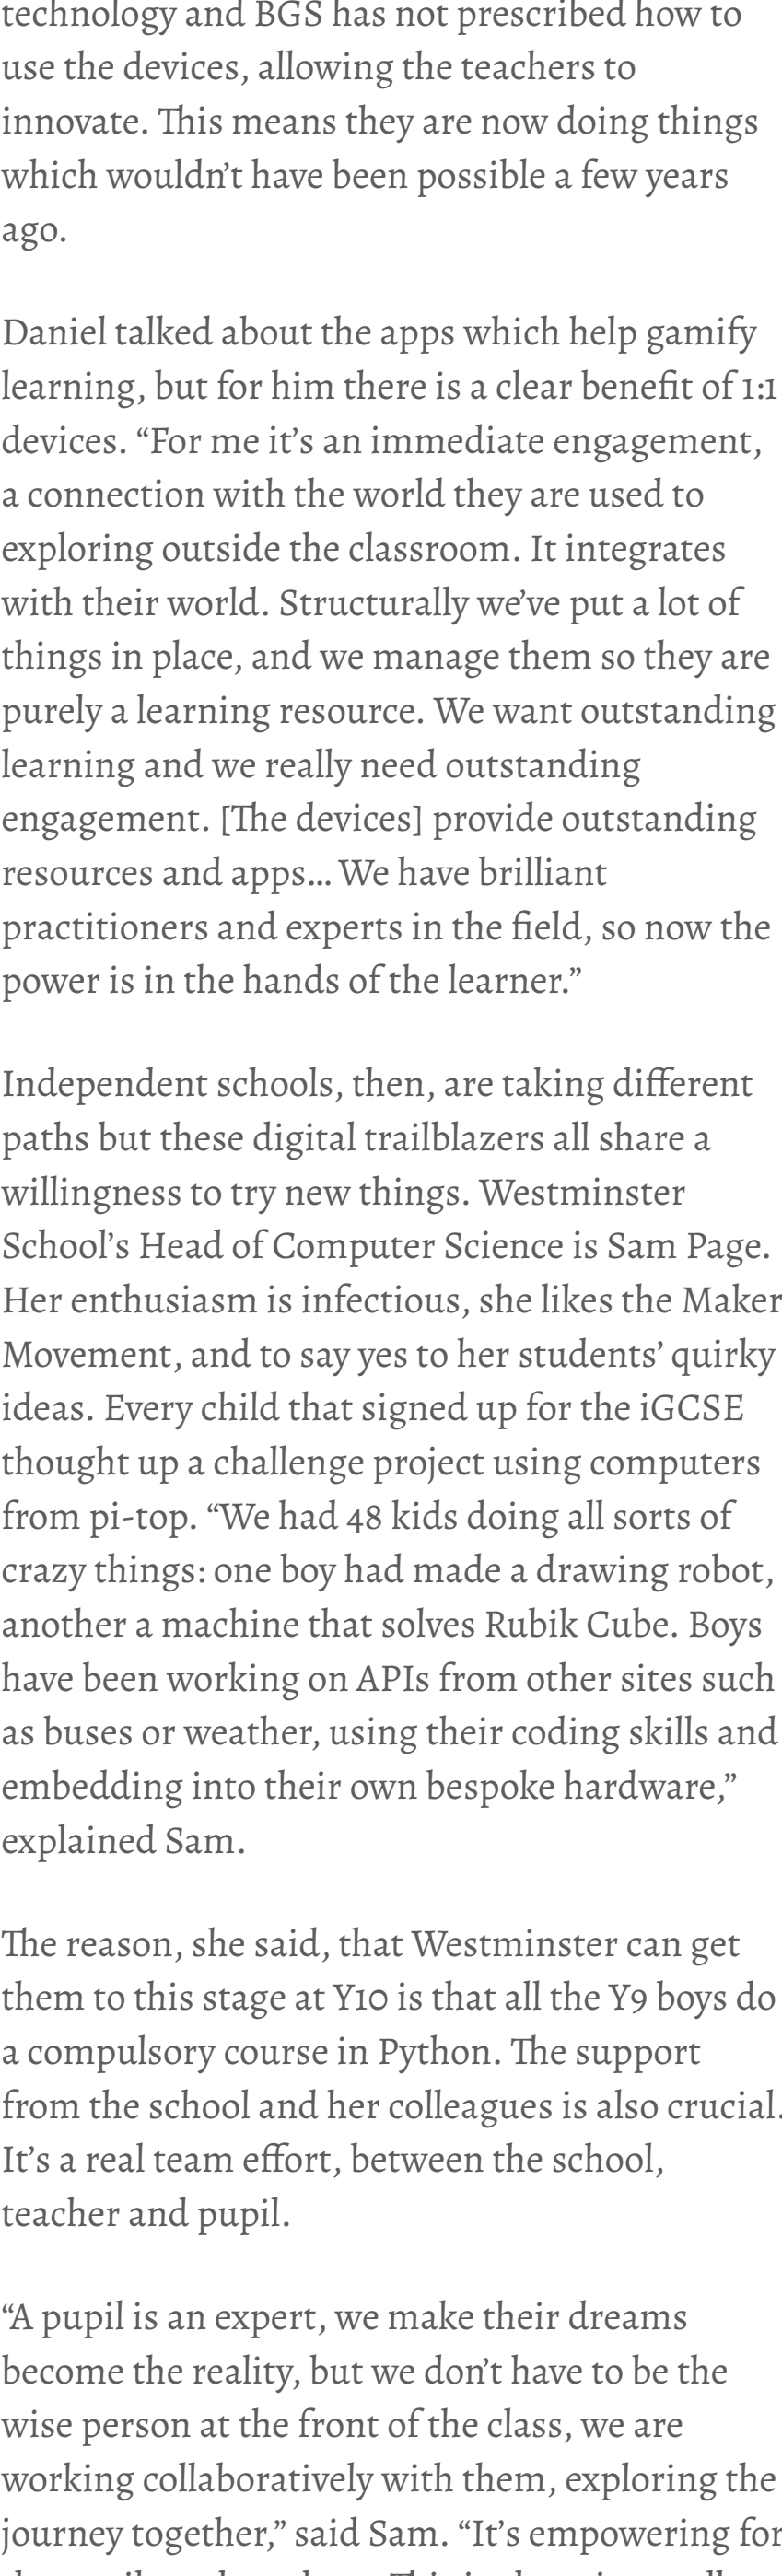 technology and BGS has not prescribed how to
use the devices, allowing the teachers to
innovate. This means they are now doing things
which wouldn’t have been possible a few years
ago.
Daniel talked about the apps which help gamify
learning, but for him there is a clear benefit of 1:1
devices. “For me it’s an immediate engagement,
a connection with the world they are used to
exploring outside the classroom. It integrates
with their world. Structurally we’ve put a lot of
things in place, and we manage them so they are
purely a learning resource. We want outstanding
learning and we really need outstanding
engagement. [The devices] provide outstanding
resources and apps… We have brilliant
practitioners and experts in the field, so now the
power is in the hands of the learner.”
Independent schools, then, are taking different
paths but these digital trailblazers all share a
willingness to try new things. Westminster
School’s Head of Computer Science is Sam Page.
Her enthusiasm is infectious, she likes the Maker
Movement, and to say yes to her students’ quirky
ideas. Every child that signed up for the iGCSE
thought up a challenge project using computers
from pi-top. “We had 48 kids doing all sorts of
crazy things: one boy had made a drawing robot,
another a machine that solves Rubik Cube. Boys
have been working on APIs from other sites such
as buses or weather, using their coding skills and
embedding into their own bespoke hardware,”
explained Sam.
The reason, she said, that Westminster can get
them to this stage at Y10 is that all the Y9 boys do
a compulsory course in Python. The support
from the school and her colleagues is also crucial.
It’s a real team effort, between the school,
teacher and pupil.
“A pupil is an expert, we make their dreams
become the reality, but we don’t have to be the
wise person at the front of the class, we are
working collaboratively with them, exploring the
journey together,” said Sam. “It’s empowering for